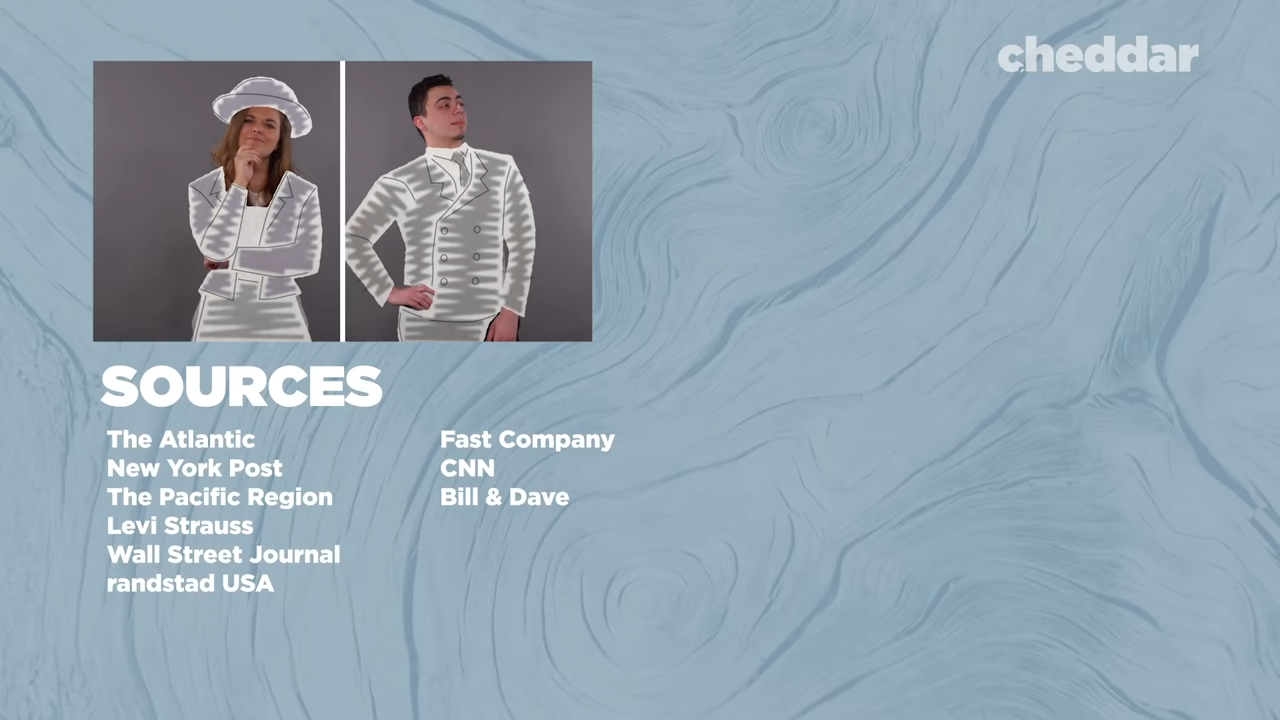 cheddar
SOURCES
The Atlantic
New York Post
The Pacific Region
Levi Strauss
Wall Street Journal
randstad USA
Fast Company
CNN
Bill & Dave